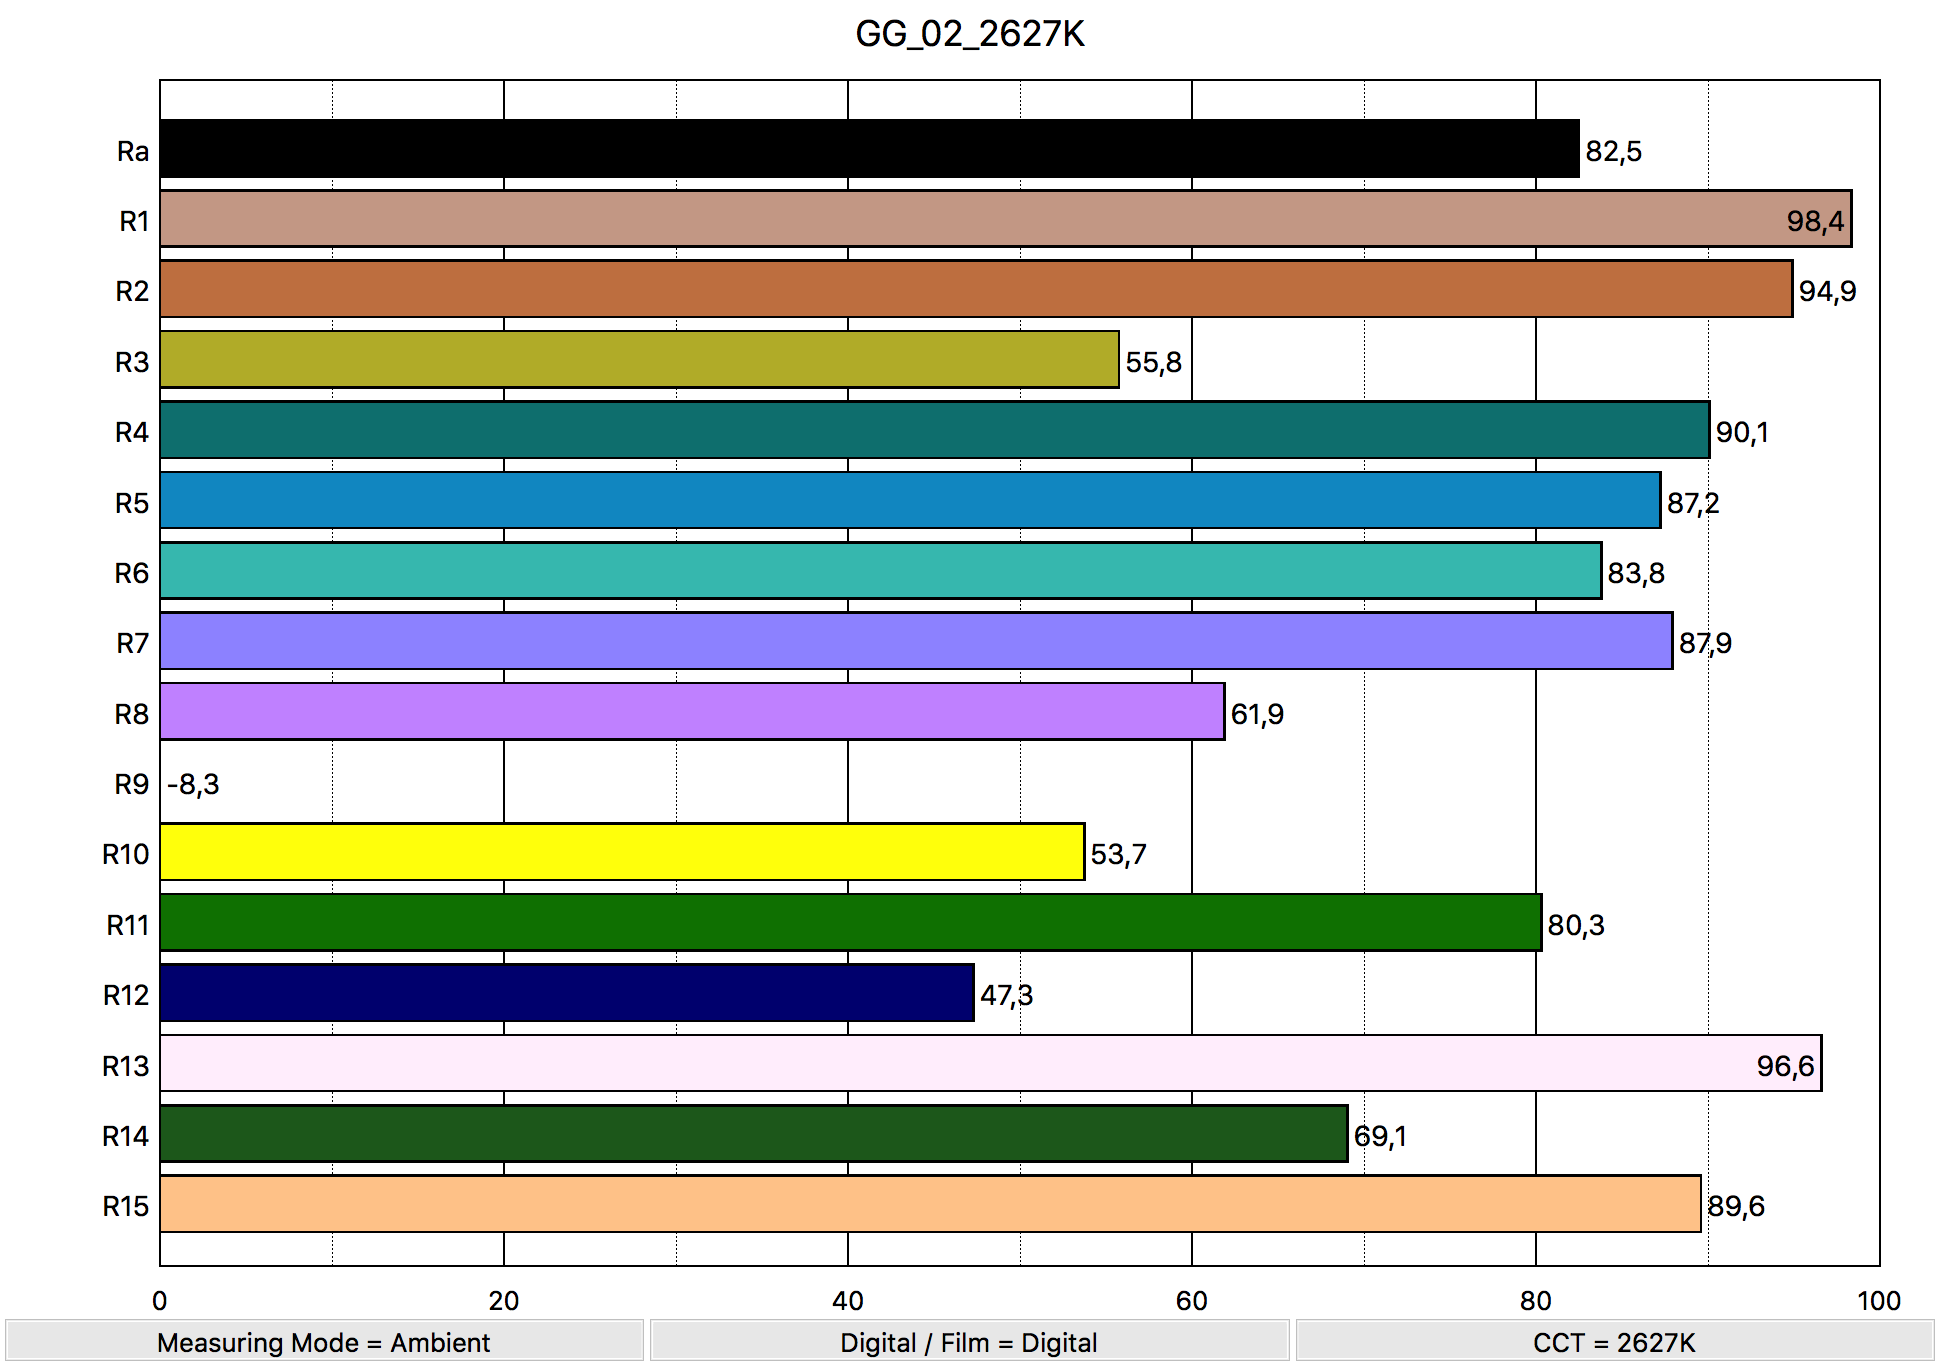 GG_02_2627K
Ra 82,5
R1 98,4
R2 94,9
R3 55,8
R4 90,1
R5 87,2
R6 83,8
R7 87,9
R8 61,9
R9 -8,3
R10 53,7
R11 80,3
R12 47,3
R13 96,6
R14 69,1
R15 89,6
0 20 40 60 80 100
Measuring Mode = Ambient Digital / Film = Digital CCT = 2627K